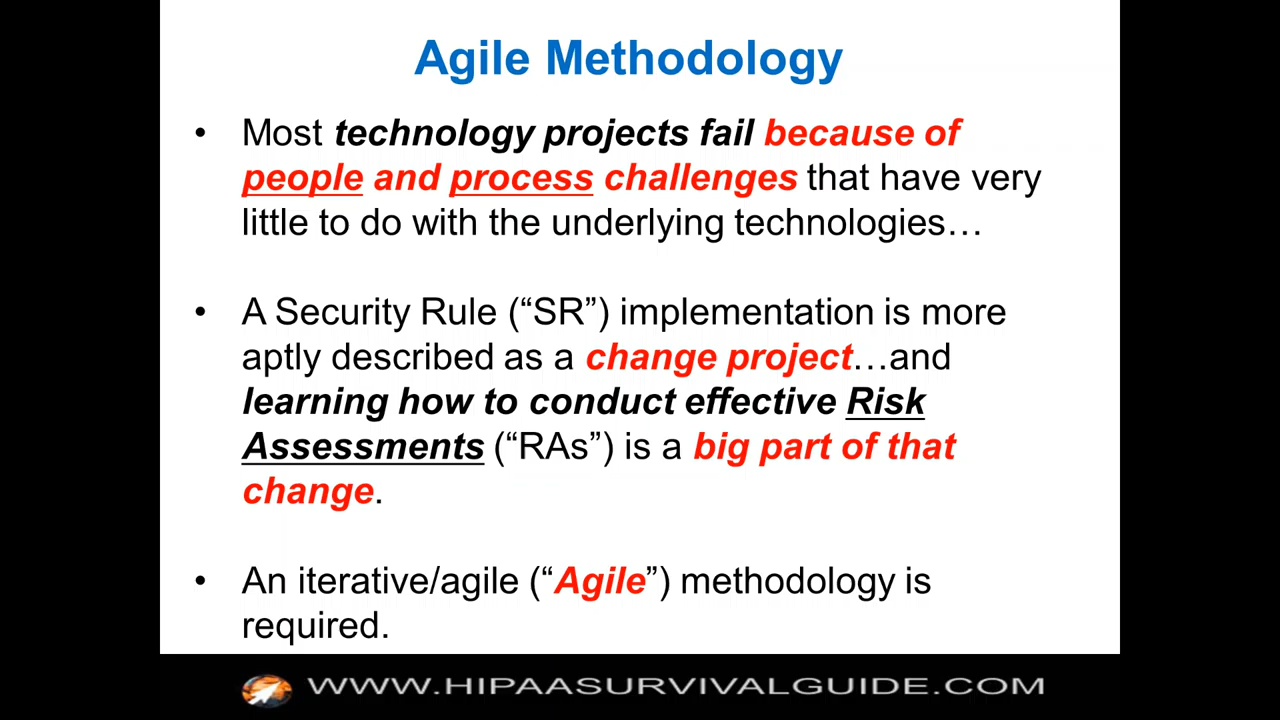 Agile Methodology
• Most technology projects fail because of
people and process challenges that have very
little to do with the underlying technologies…
• A Security Rule (“SR”) implementation is more
aptly described as a change project…and
learning how to conduct effective Risk
Assessments (“RAs”) is a big part of that
change.
• An iterative/agile (“Agile”) methodology is
required.
WWW.HIPAASURVIVALGUIDE.COM